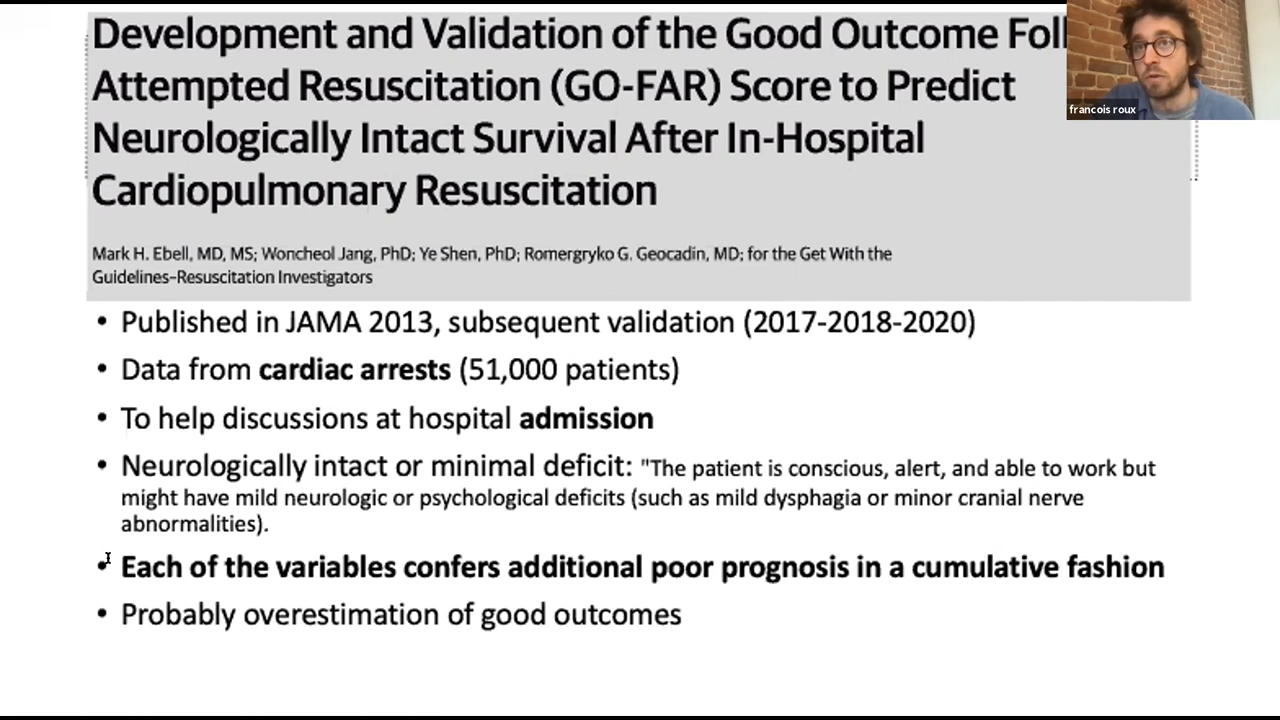 Development and Validation of the Good Outcome Fol
Attempted Resuscitation (GO-FAR) Score to Predict
Neurologically Intact Survival After In-Hospital
Cardiopulmonary Resuscitation
Mark H. Ebell, MD, MS; Woncheol Jang, PhD; Ye Shen, PhD; Romergryko G. Geocadin, MD; for the Get With the
Guidelines–Resuscitation Investigators
• Published in JAMA 2013, subsequent validation (2017-2018-2020)
• Data from cardiac arrests (51,000 patients)
• To help discussions at hospital admission
• Neurologically intact or minimal deficit: "The patient is conscious, alert, and able to work but
might have mild neurologic or psychological deficits (such as mild dysphagia or minor cranial nerve
abnormalities).
• Each of the variables confers additional poor prognosis in a cumulative fashion
• Probably overestimation of good outcomes
francois roux